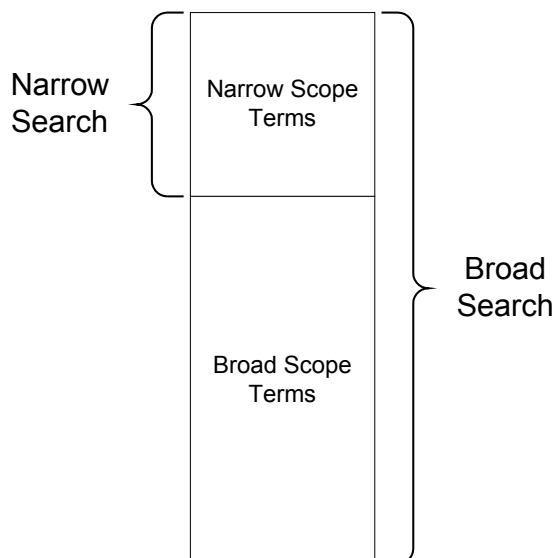 Narrow
Search
Narrow Scope
Terms
Broad
Search
Broad Scope
Terms